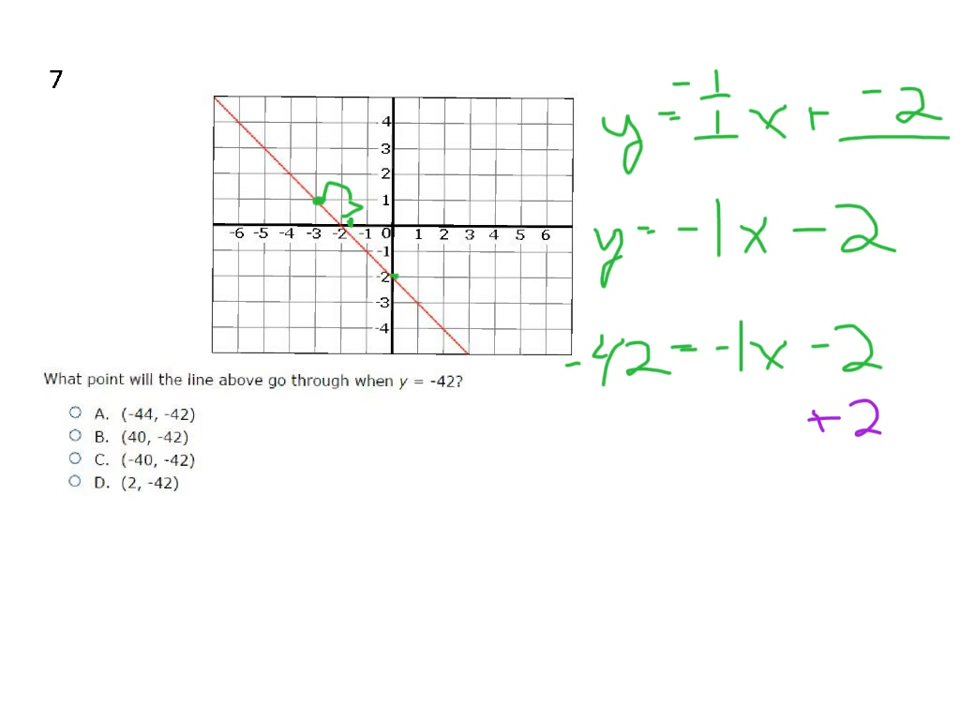 7
y = -1/1 x + -2
4
3
2
1
-6 -5 -4 -3 -2 -1 0 1 2 3 4 5 6
-1
-2
-3
-4
y = -1x - 2
-42 = -1x - 2
+2
What point will the line above go through when y = -42?
A. (-44, -42)
B. (40, -42)
C. (-40, -42)
D. (2, -42)